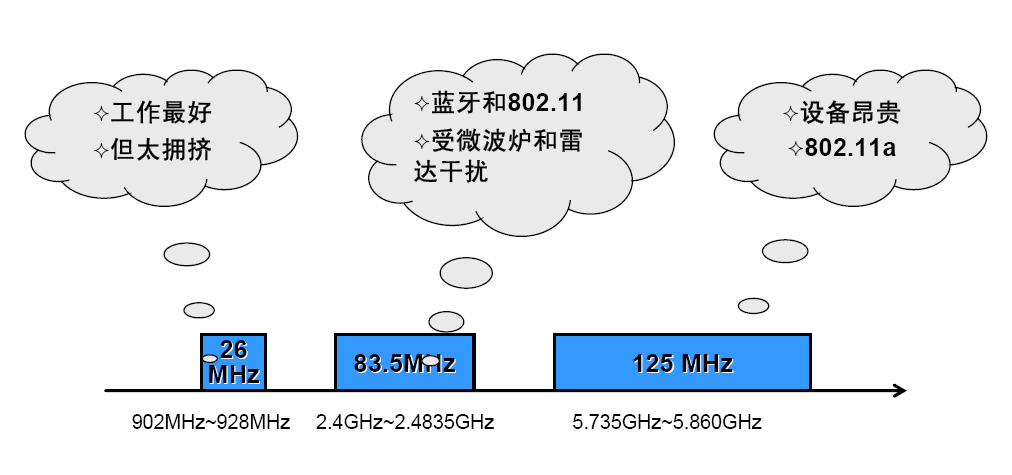 ✧工作最好
✧但太拥挤
✧蓝牙和802.11
✧受微波炉和雷
达干扰
✧设备昂贵
✧802.11a
26
MHz
83.5MHz
125 MHz
902MHz~928MHz
2.4GHz~2.4835GHz
5.735GHz~5.860GHz